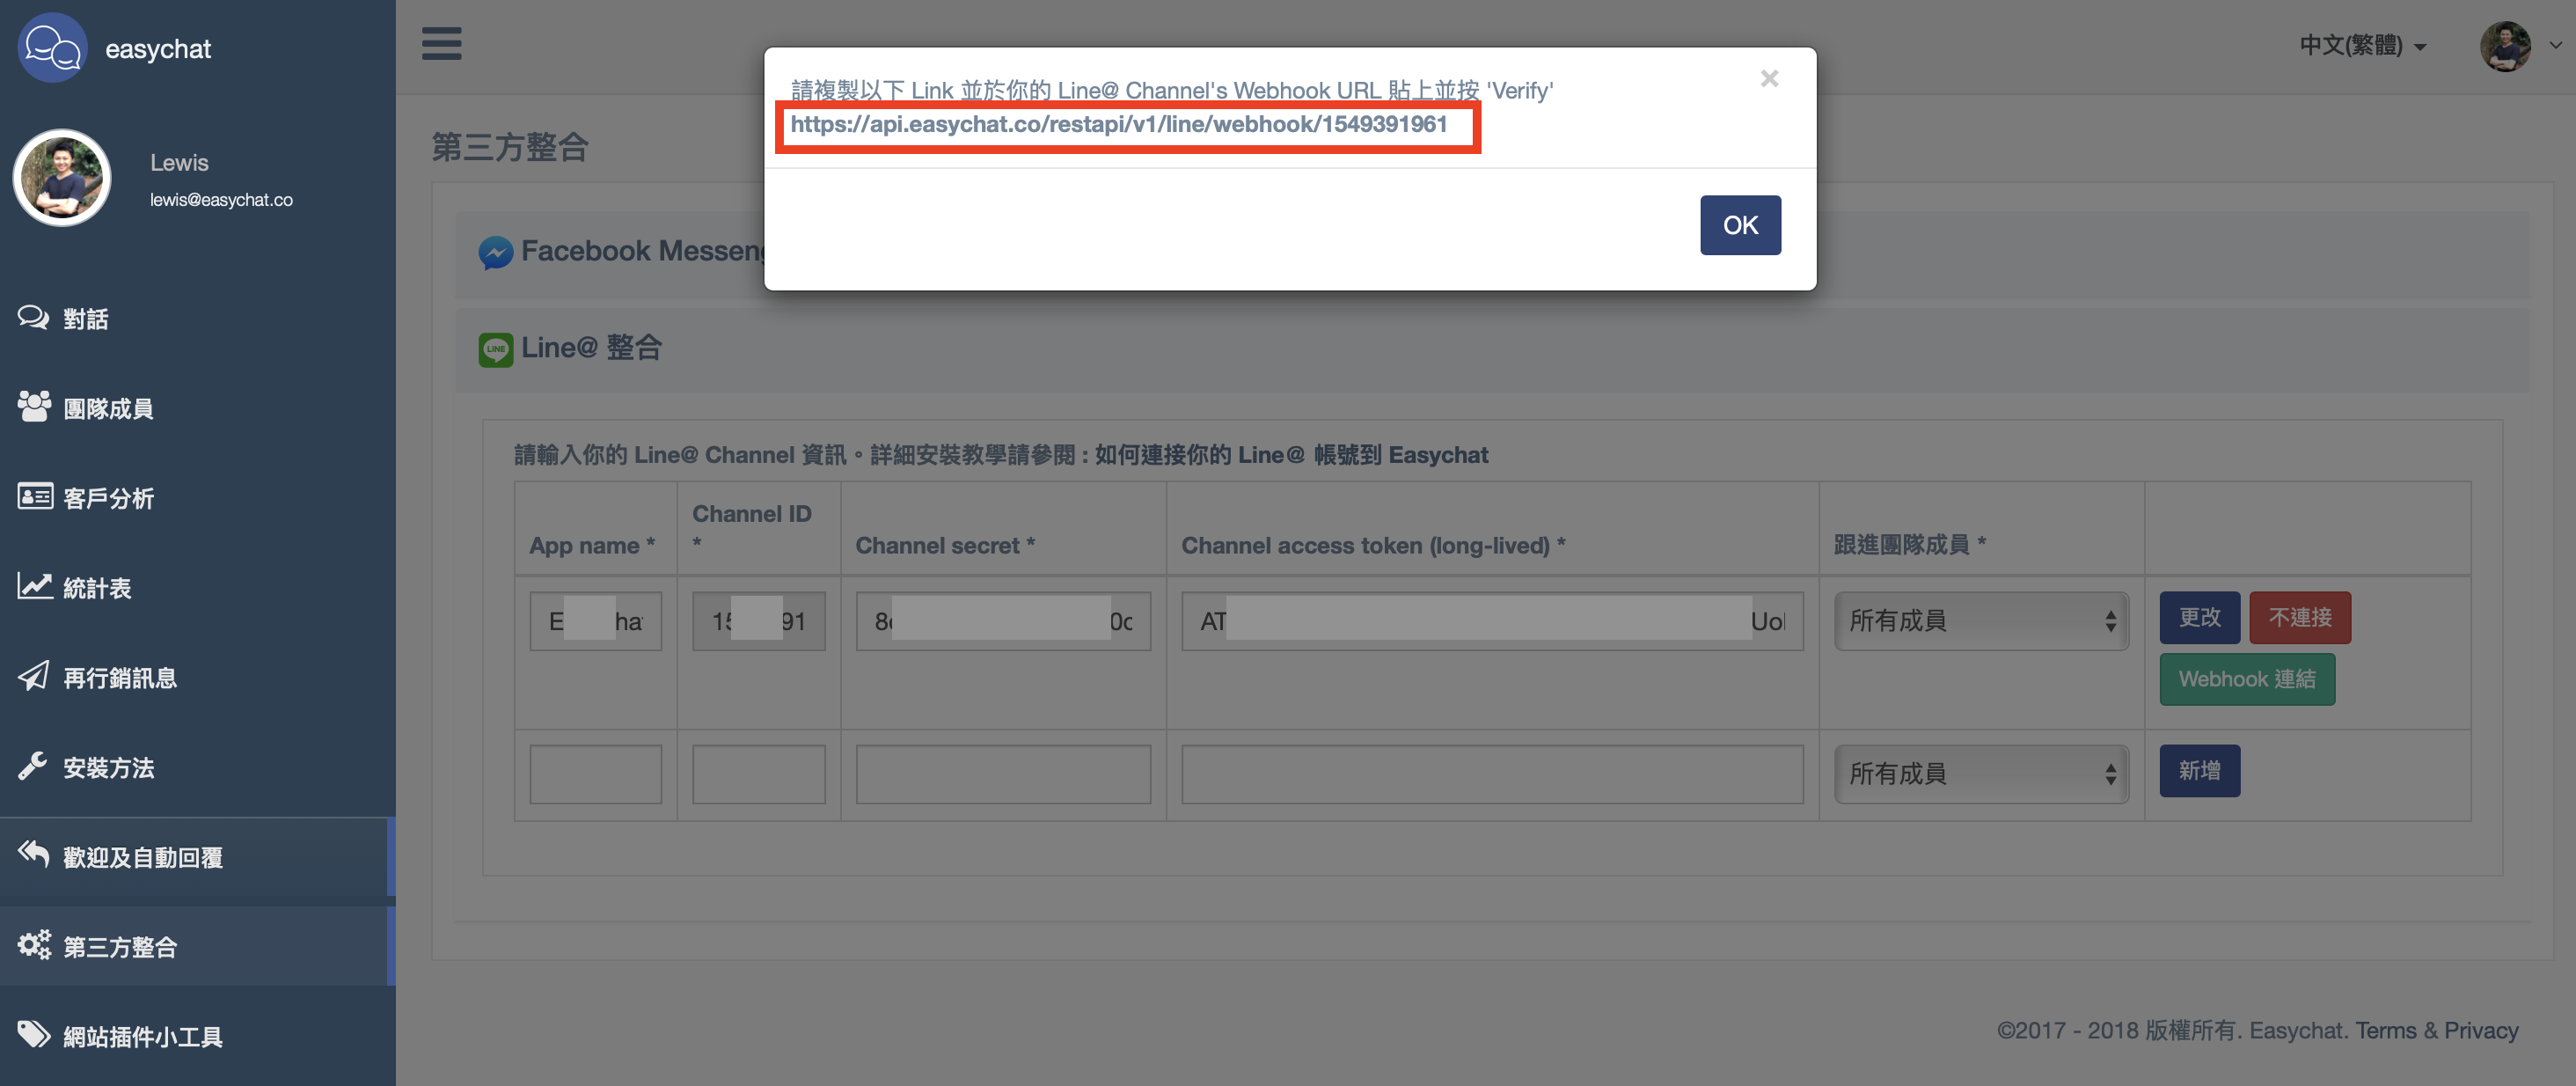 easychat
中文(繁體)
Lewis
lewis@easychat.co
對話
團隊成員
客戶分析
統計表
再行銷訊息
安裝方法
歡迎及自動回覆
第三方整合
網站插件小工具
請複製以下 Link 並於你的 Line@ Channel's Webhook URL 貼上並按 'Verify'
https://api.easychat.co/restapi/v1/line/webhook/1549391961
×
OK
第三方整合
Facebook Messeng
LINE
Line@ 整合
請輸入你的 Line@ Channel 資訊。詳細安裝教學請參閱 : 如何連接你的 Line@ 帳號到 Easychat
App name *
Channel ID
*
Channel secret *
Channel access token (long-lived) *
跟進團隊成員 *
E hat
15 91
8 0c
AT Uol
所有成員
更改
不連接
Webhook 連結
所有成員
新增
©2017 - 2018 版權所有. Easychat. Terms & Privacy